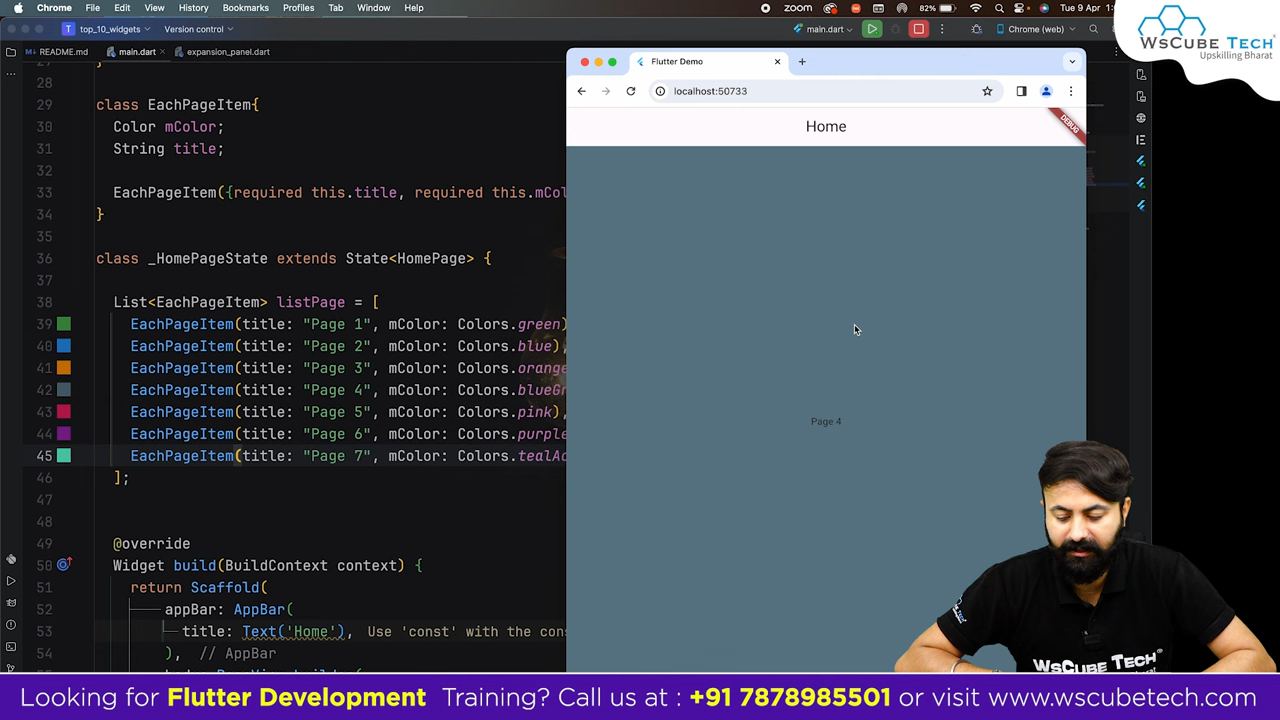 Chrome File Edit View History Bookmarks Profiles Tab Window Help zoom 82% Tue 9 Apr
top_10_widgets Version control main.dart Chrome (web)
WsCube Tech
Upskilling Bharat
README.md main.dart expansion_panel.dart
Flutter Demo
localhost:50733
Home
DEBUG
28
29 class EachPageItem{
30 Color mColor;
31 String title;
32
33 EachPageItem({required this.title, required this.mCol
34 }
35
36 class _HomePageState extends State<HomePage> {
37
38 List<EachPageItem> listPage = [
39 EachPageItem(title: "Page 1", mColor: Colors.green)
40 EachPageItem(title: "Page 2", mColor: Colors.blue),
41 EachPageItem(title: "Page 3", mColor: Colors.orange
42 EachPageItem(title: "Page 4", mColor: Colors.blueGr
43 EachPageItem(title: "Page 5", mColor: Colors.pink),
44 EachPageItem(title: "Page 6", mColor: Colors.purple
45 EachPageItem(title: "Page 7", mColor: Colors.tealAc
46 ];
47
48
49 @override
50 Widget build(BuildContext context) {
51 return Scaffold(
52 appBar: AppBar(
53 title: Text('Home'), Use 'const' with the cons
54 ), // AppBar
Page 4
WsCube Tech
Looking for Flutter Development Training? Call us at : +91 7878985501 or visit www.wscubetech.com